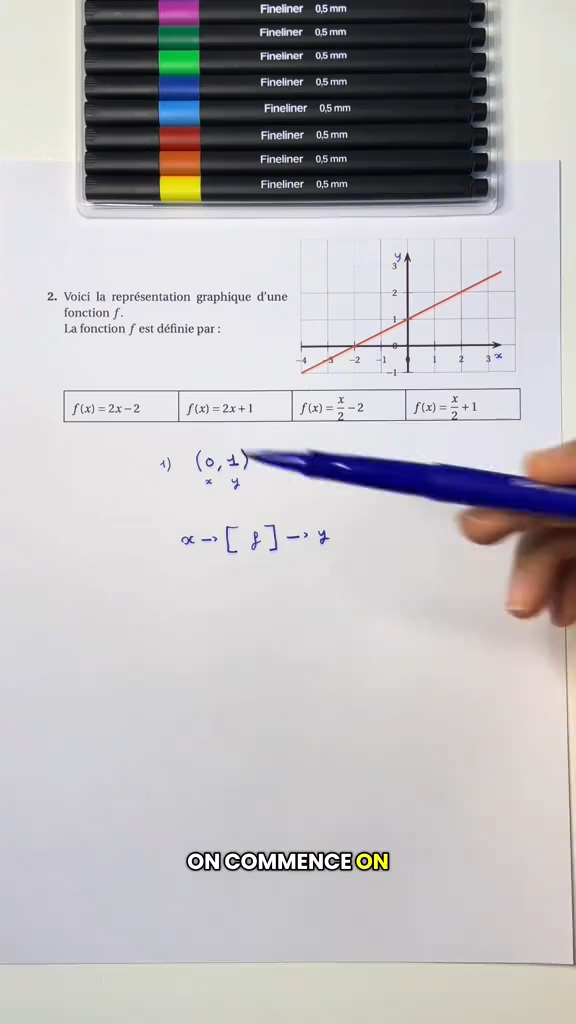 Fineliner 0,5 mm
Fineliner 0,5 mm
Fineliner 0,5 mm
Fineliner 0,5 mm
Fineliner 0,5 mm
Fineliner 0,5 mm
Fineliner 0,5 mm
Fineliner 0,5 mm
2. Voici la représentation graphique d'une
fonction f.
La fonction f est définie par :
y
3
2
1
0
-4 -3 -2 -1 0 1 2 3 x
-1
f(x) = 2x - 2 f(x) = 2x + 1 f(x) = x/2 - 2 f(x) = x/2 + 1
1) (0, 1)
x y
x → [ f ] → y
ON COMMENCE ON